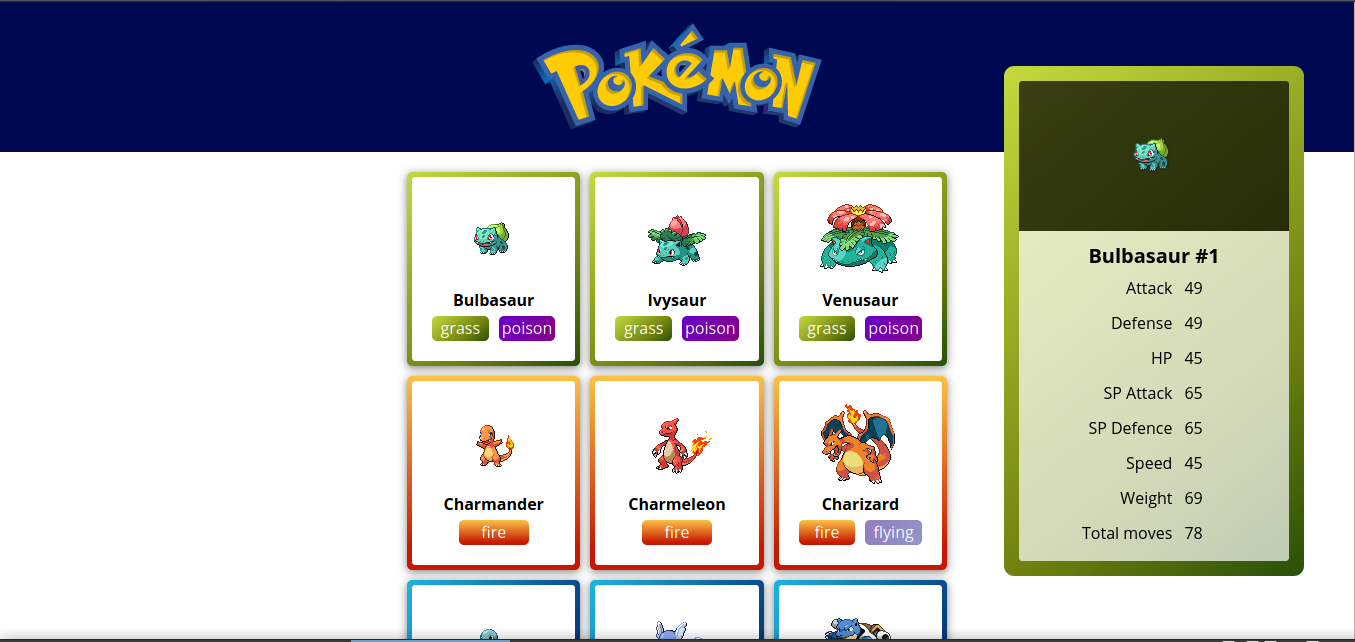 POKéMON
Bulbasaur
grass poison
Ivysaur
grass poison
Venusaur
grass poison
Charmander
fire
Charmeleon
fire
Charizard
fire flying
Bulbasaur #1
Attack 49
Defense 49
HP 45
SP Attack 65
SP Defence 65
Speed 45
Weight 69
Total moves 78